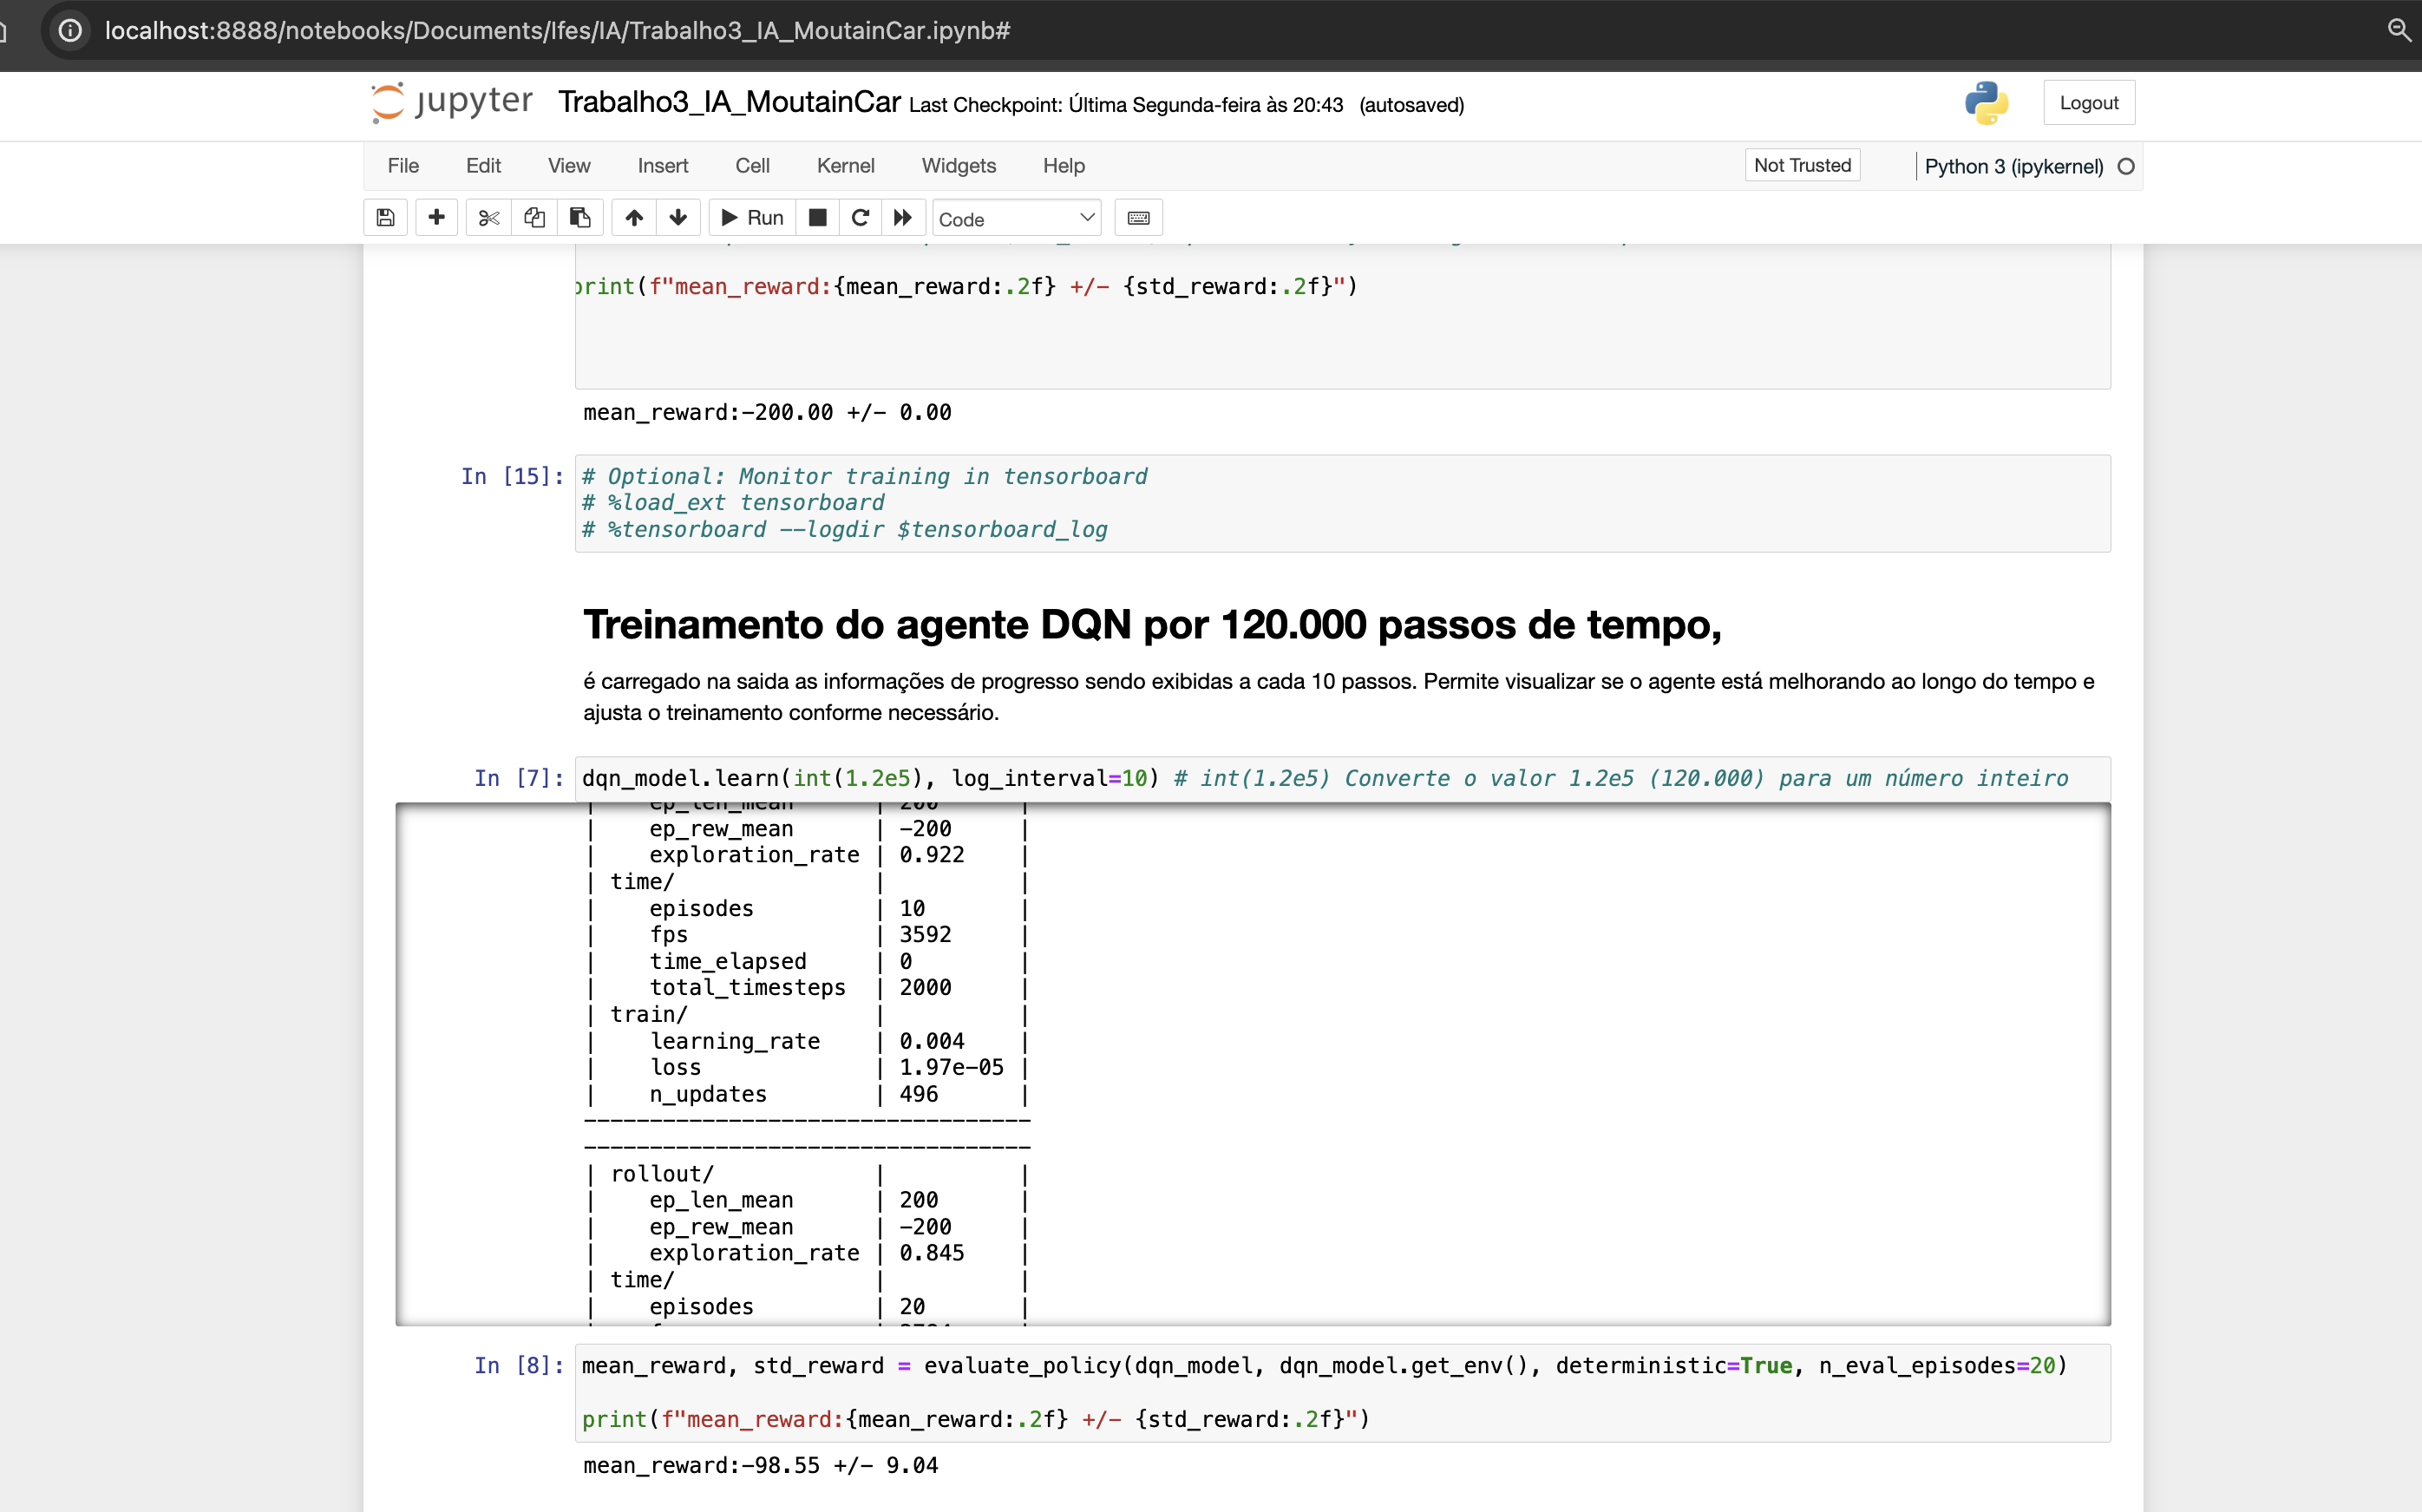 localhost:8888/notebooks/Documents/Ifes/IA/Trabalho3_IA_MoutainCar.ipynb#
jupyter Trabalho3_IA_MoutainCar Last Checkpoint: Última Segunda-feira às 20:43 (autosaved)
Logout
File Edit View Insert Cell Kernel Widgets Help
Not Trusted
Python 3 (ipykernel)
Run
Code
print(f"mean_reward:{mean_reward:.2f} +/- {std_reward:.2f}")
mean_reward:-200.00 +/- 0.00
In [15]: # Optional: Monitor training in tensorboard
# %load_ext tensorboard
# %tensorboard --logdir $tensorboard_log
Treinamento do agente DQN por 120.000 passos de tempo,
é carregado na saida as informações de progresso sendo exibidas a cada 10 passos. Permite visualizar se o agente está melhorando ao longo do tempo e
ajusta o treinamento conforme necessário.
In [7]: dqn_model.learn(int(1.2e5), log_interval=10) # int(1.2e5) Converte o valor 1.2e5 (120.000) para um número inteiro
| ep_len_mean | 200 |
| ep_rew_mean | -200 |
| exploration_rate | 0.922 |
| time/ | |
| episodes | 10 |
| fps | 3592 |
| time_elapsed | 0 |
| total_timesteps | 2000 |
| train/ | |
| learning_rate | 0.004 |
| loss | 1.97e-05 |
| n_updates | 496 |
----------------------------------
----------------------------------
| rollout/ | |
| ep_len_mean | 200 |
| ep_rew_mean | -200 |
| exploration_rate | 0.845 |
| time/ | |
| episodes | 20 |
In [8]: mean_reward, std_reward = evaluate_policy(dqn_model, dqn_model.get_env(), deterministic=True, n_eval_episodes=20)
print(f"mean_reward:{mean_reward:.2f} +/- {std_reward:.2f}")
mean_reward:-98.55 +/- 9.04